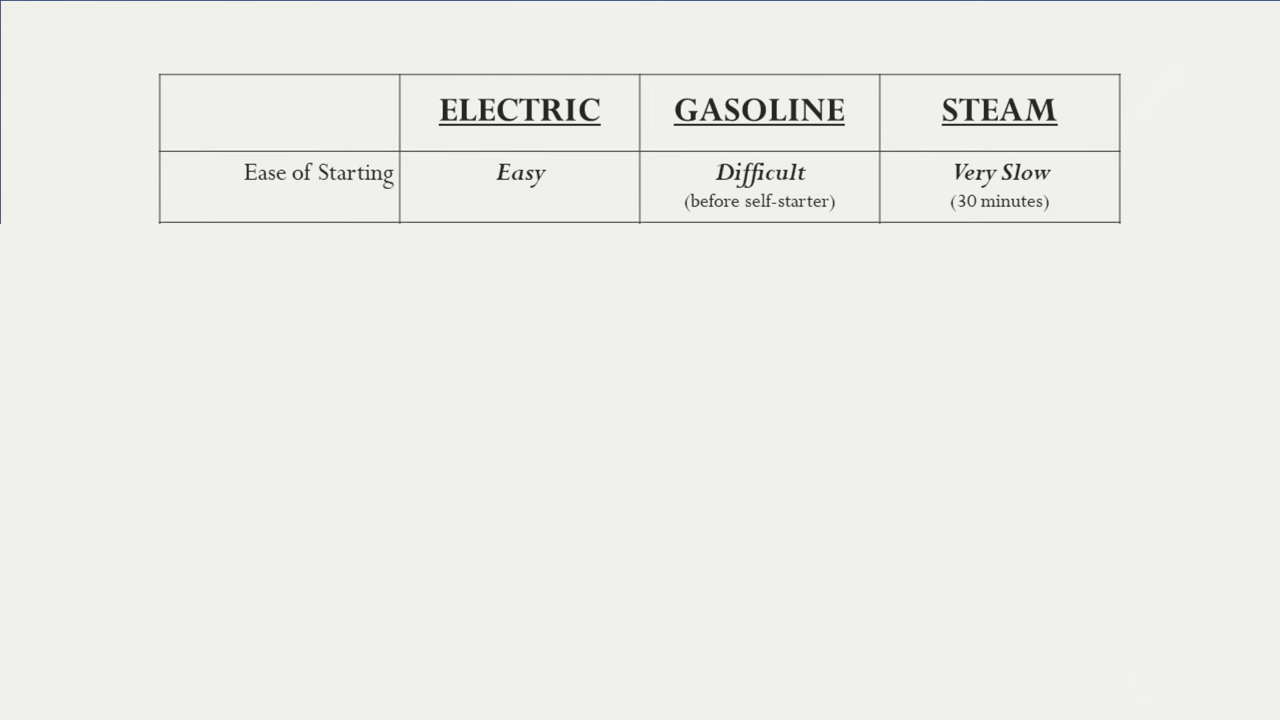 ELECTRIC GASOLINE STEAM
Ease of Starting Easy Difficult Very Slow
(before self-starter) (30 minutes)